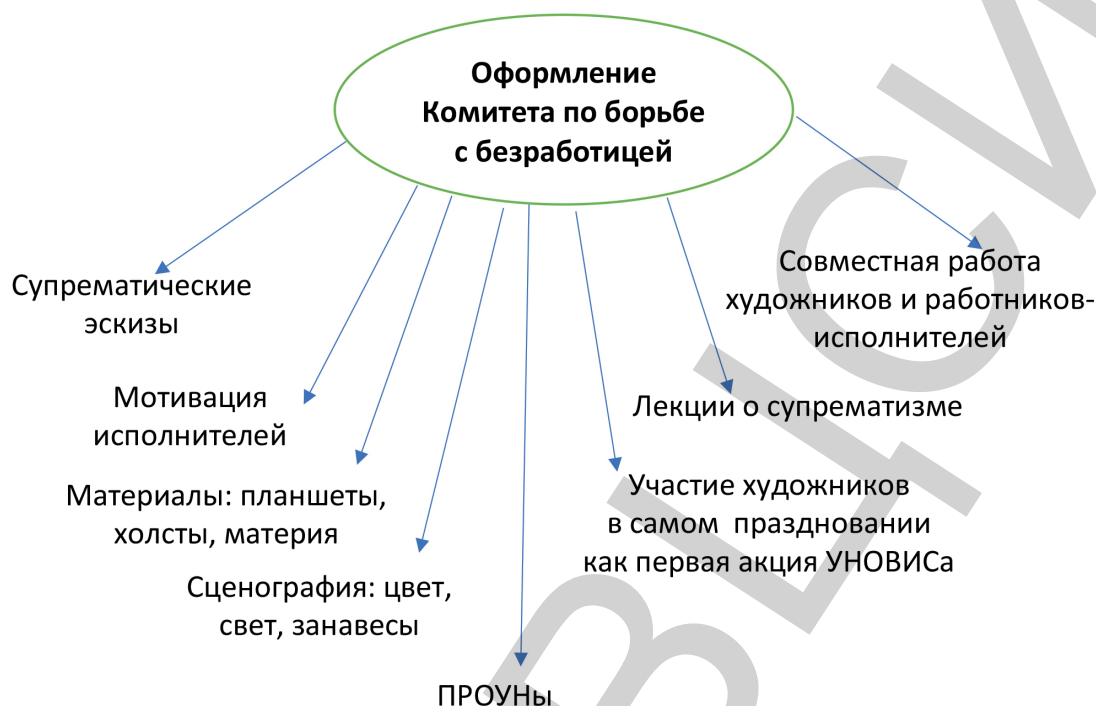 Оформление
Комитета по борьбе
с безработицей
Супрематические
эскизы
Мотивация
исполнителей
Материалы: планшеты,
холсты, материя
Сценография: цвет,
свет, занавесы
ПРОУНы
Участие художников
в самом праздновании
как первая акция УНОВИСа
Лекции о супрематизме
Совместная работа
художников и работников-
исполнителей
ВЦСИ